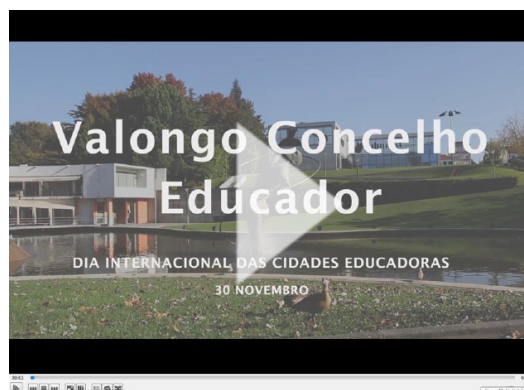 Valongo Concelho
Educador
DIA INTERNACIONAL DAS CIDADES EDUCADORAS
30 NOVEMBRO